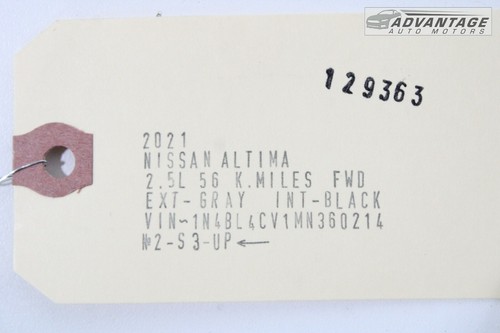 ADVANTAGE
AUTO MOTORS
129363
2021
NISSAN ALTIMA
2.5L 56 K.MILES FWD
EXT-GRAY INT-BLACK
VIN~1N4BL4CV1MN360214
№2-S3-UP←